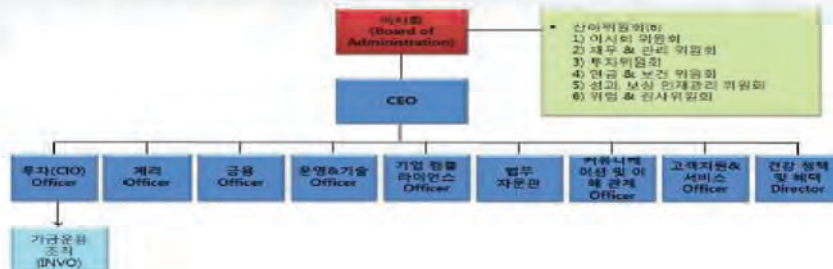 이사회
(Board of
Administration)
• 산하위원회(6)
1) 이사회 위원회
2) 재무 & 관리 위원회
3) 투자위원회
4) 연금 & 보건 위원회
5) 성과, 보상 인재관리 위원회
6) 위험 & 감사위원회
CEO
투자(CIO)
Officer
계리
Officer
금융
Officer
운영&기술
Officer
기업 컴플
라이언스
Officer
법무
자문관
커뮤니케
이션 및 이
해 관계
Officer
고객지원&
서비스
Officer
건강 정책
및 혜택
Director
기금운용
조직
(INVO)